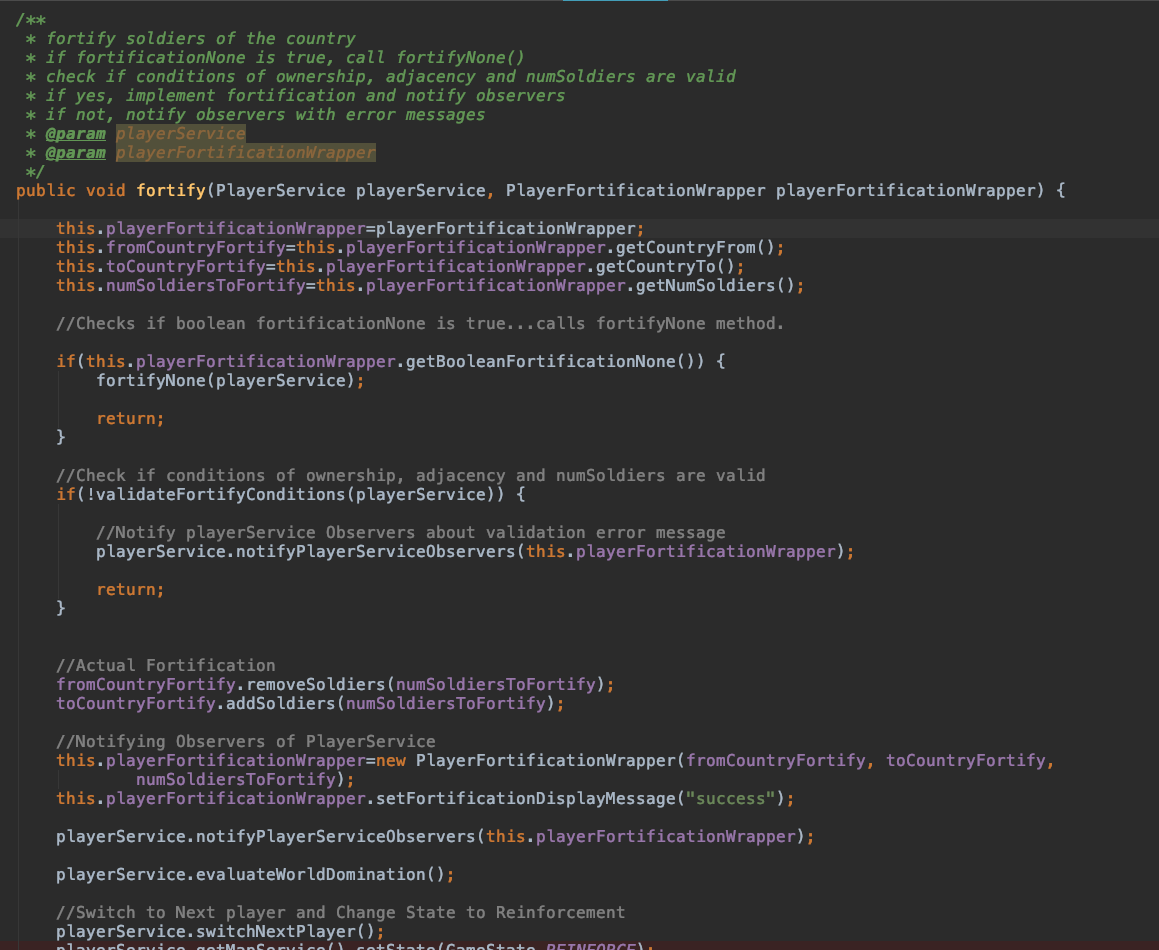 /**
 * fortify soldiers of the country
 * if fortificationNone is true, call fortifyNone()
 * check if conditions of ownership, adjacency and numSoldiers are valid
 * if yes, implement fortification and notify observers
 * if not, notify observers with error messages
 * @param playerService
 * @param playerFortificationWrapper
 */
public void fortify(PlayerService playerService, PlayerFortificationWrapper playerFortificationWrapper) {
    this.playerFortificationWrapper=playerFortificationWrapper;
    this.fromCountryFortify=this.playerFortificationWrapper.getCountryFrom();
    this.toCountryFortify=this.playerFortificationWrapper.getCountryTo();
    this.numSoldiersToFortify=this.playerFortificationWrapper.getNumSoldiers();
    //Checks if boolean fortificationNone is true...calls fortifyNone method.
    if(this.playerFortificationWrapper.getBooleanFortificationNone()) {
        fortifyNone(playerService);
        return;
    }
    //Check if conditions of ownership, adjacency and numSoldiers are valid
    if(!validateFortifyConditions(playerService)) {
        //Notify playerService Observers about validation error message
        playerService.notifyPlayerServiceObservers(this.playerFortificationWrapper);
        return;
    }
    //Actual Fortification
    fromCountryFortify.removeSoldiers(numSoldiersToFortify);
    toCountryFortify.addSoldiers(numSoldiersToFortify);
    //Notifying Observers of PlayerService
    this.playerFortificationWrapper=new PlayerFortificationWrapper(fromCountryFortify, toCountryFortify,
            numSoldiersToFortify);
    this.playerFortificationWrapper.setFortificationDisplayMessage("success");
    playerService.notifyPlayerServiceObservers(this.playerFortificationWrapper);
    playerService.evaluateWorldDomination();
    //Switch to Next player and Change State to Reinforcement
    playerService.switchNextPlayer();
    playerService.getMapService().setState(GameState.REINFORCE);